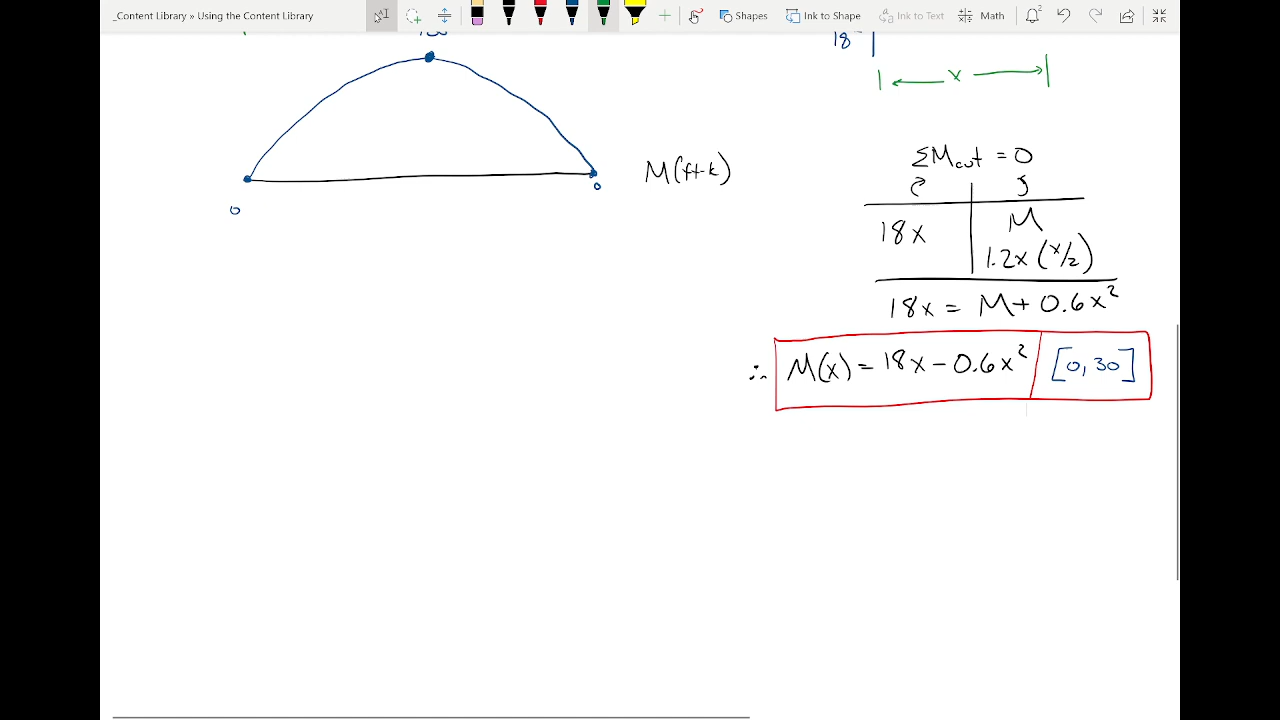 _Content Library » Using the Content Library
Shapes
Ink to Shape
Ink to Text
Math
18
x
0
0
M(ft-k)
ΣM_cut = 0
18x
M
1.2x (x/2)
18x = M + 0.6x²
∴ M(x) = 18x - 0.6x² [0, 30]